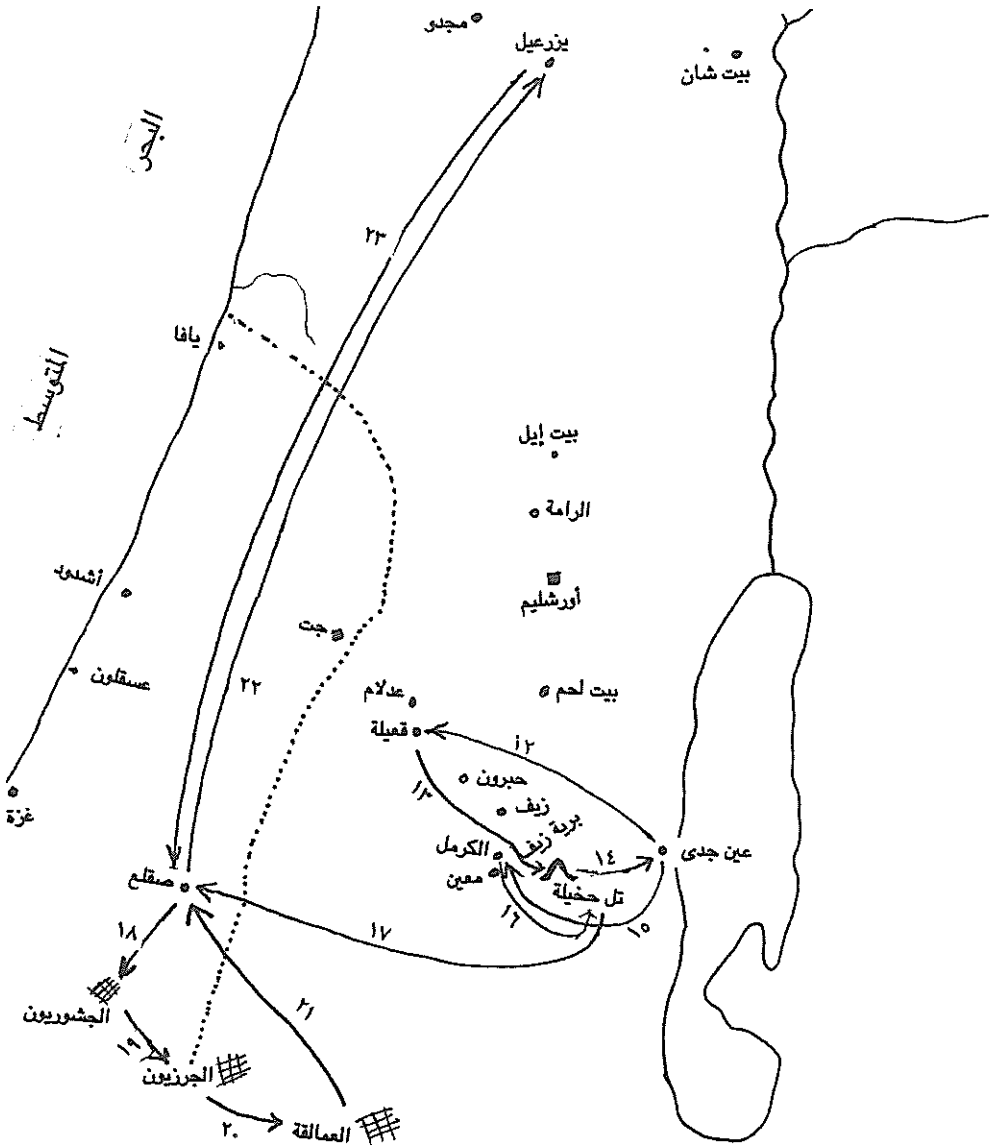 مجدو
يزرعيل
بيت شان
البحر
٢٣
يافا
المتوسط
بيت إيل
الرامة
أشدود
أورشليم
جت
عسقلون
٢٢
عدلام
بيت لحم
قعيلة
١٢
حبرون
١٣
زيف
غزة
برية زيف
الكرمل
١٤
عين جدى
معين
صقلع
تل حخيلة
١٦
١٥
١٧
١٨
الجشوريون
٢١
١٩
الجرزيون
٢٠
العمالقة